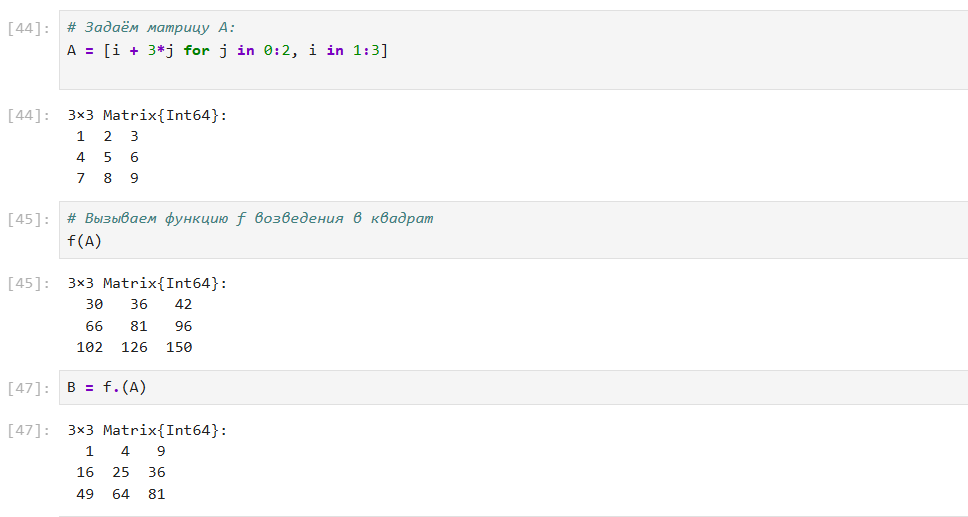 [44]: # Задаём матрицу A:
A = [i + 3*j for j in 0:2, i in 1:3]
[44]: 3×3 Matrix{Int64}:
1 2 3
4 5 6
7 8 9
[45]: # Вызываем функцию f возведения в квадрат
f(A)
[45]: 3×3 Matrix{Int64}:
30 36 42
66 81 96
102 126 150
[47]: B = f.(A)
[47]: 3×3 Matrix{Int64}:
1 4 9
16 25 36
49 64 81